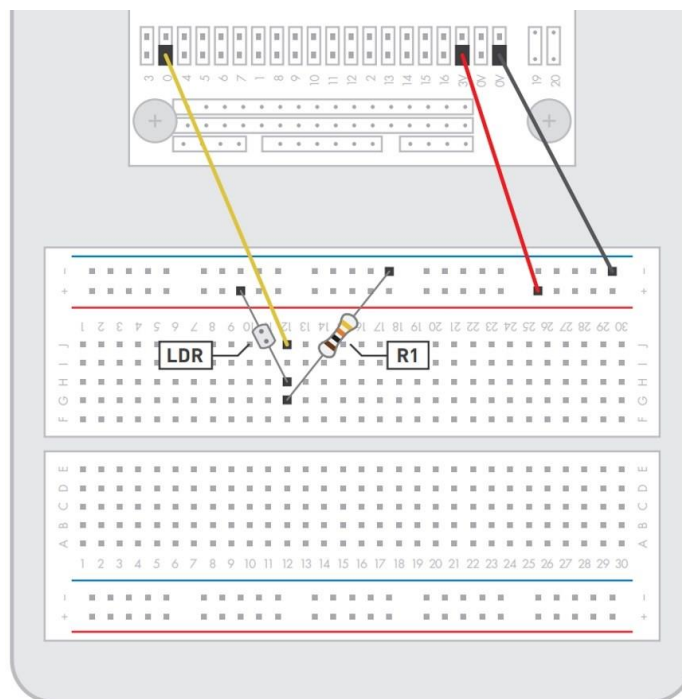 3 0 4 5 6 7 1 8 9 10 11 12 2 13 14 15 16 3V 0V 0V 19 20
− −
+ +
1 2 3 4 5 6 7 8 9 10 11 12 13 14 15 16 17 18 19 20 21 22 23 24 25 26 27 28 29 30
J J
LDR R1
I I
H H
G G
F F
E E
D D
C C
B B
A A
1 2 3 4 5 6 7 8 9 10 11 12 13 14 15 16 17 18 19 20 21 22 23 24 25 26 27 28 29 30
− −
+ +